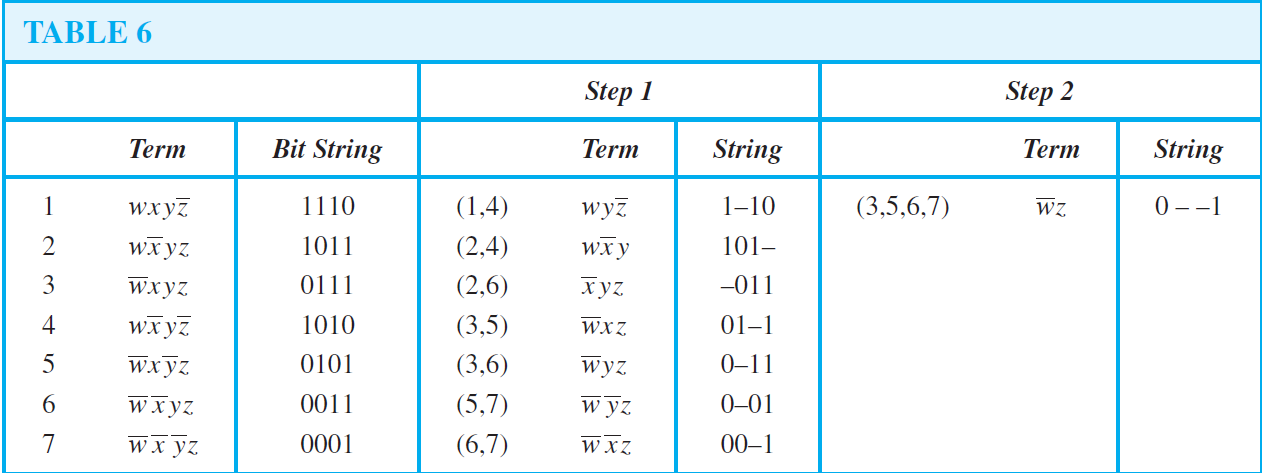 TABLE 6
Step 1 Step 2
Term Bit String Term String Term String
1 wxyz̅ 1110 (1,4) wyz̅ 1–10 (3,5,6,7) w̅z 0 – –1
2 wx̅yz 1011 (2,4) wx̅y 101–
3 w̅xyz 0111 (2,6) x̅yz –011
4 wx̅yz̅ 1010 (3,5) w̅xz 01–1
5 w̅xy̅z 0101 (3,6) w̅yz 0–11
6 w̅x̅yz 0011 (5,7) w̅y̅z 0–01
7 w̅x̅y̅z 0001 (6,7) w̅x̅z 00–1